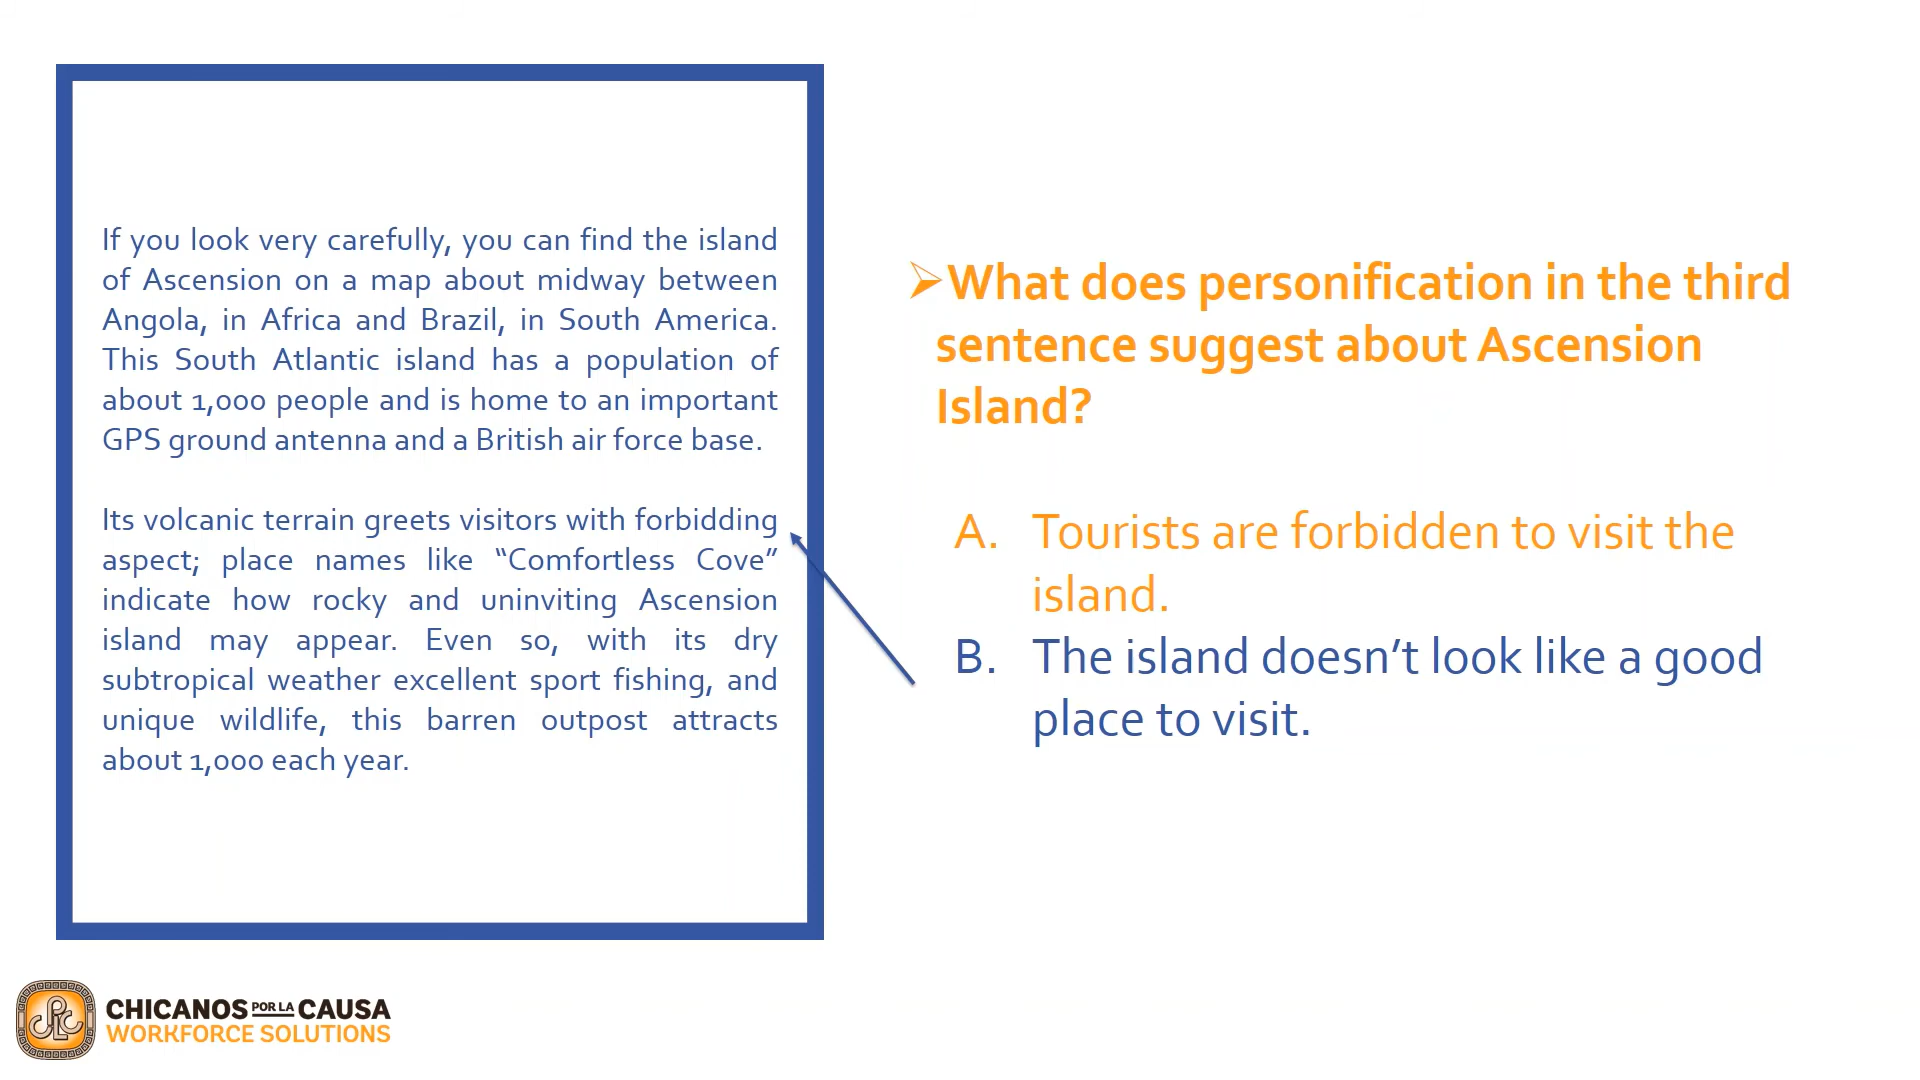 If you look very carefully, you can find the island
of Ascension on a map about midway between
Angola, in Africa and Brazil, in South America.
This South Atlantic island has a population of
about 1,000 people and is home to an important
GPS ground antenna and a British air force base.
Its volcanic terrain greets visitors with forbidding
aspect; place names like “Comfortless Cove”
indicate how rocky and uninviting Ascension
island may appear. Even so, with its dry
subtropical weather excellent sport fishing, and
unique wildlife, this barren outpost attracts
about 1,000 each year.
What does personification in the third
sentence suggest about Ascension
Island?
A. Tourists are forbidden to visit the
island.
B. The island doesn’t look like a good
place to visit.
CHICANOS POR LA CAUSA
WORKFORCE SOLUTIONS